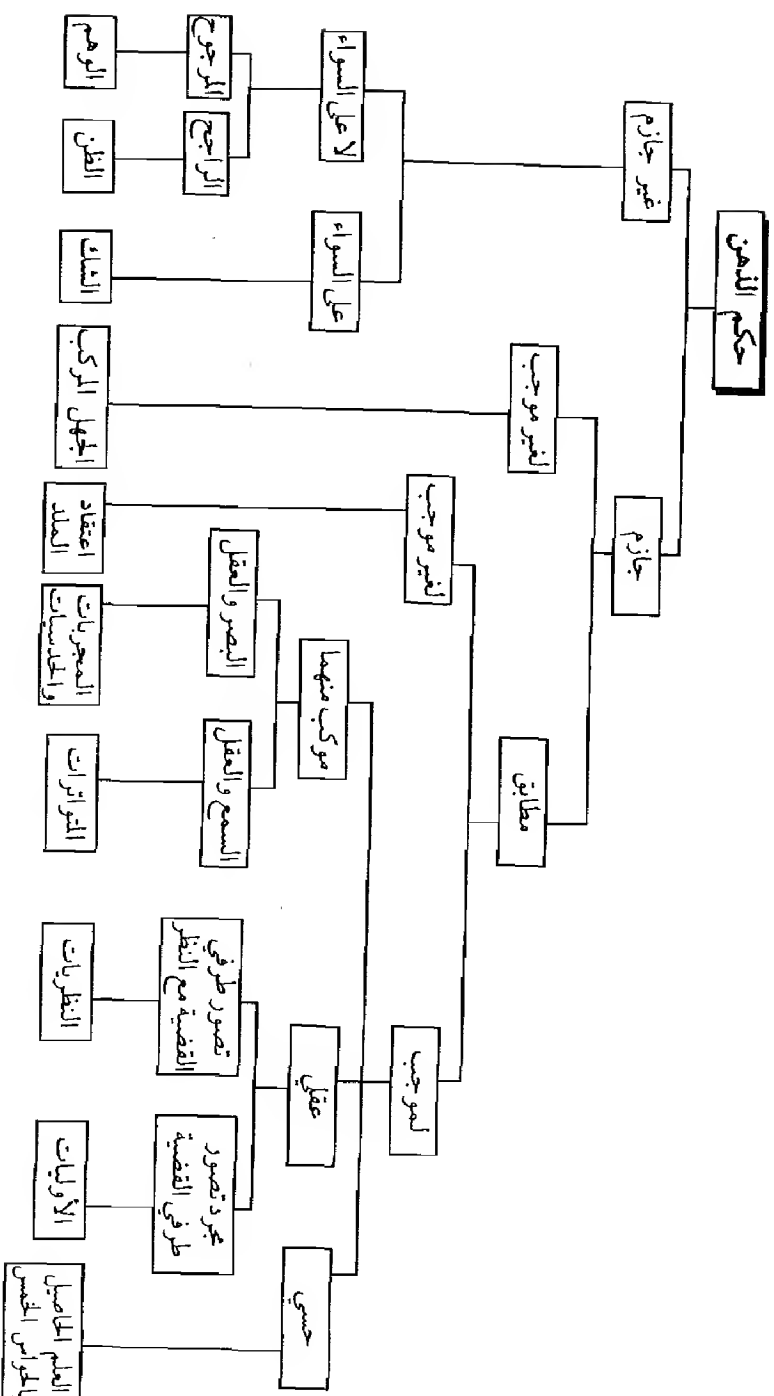 حكم الذهن
جازم
غير جازم
مطابق
لغير موجب
لموجب
لغير موجب
حسي
عقلي
مركب منهما
على السواء
لا على السواء
مجرد تصور
طرفي القضية
تصور طرفي
القضية مع النظر
السمع والعقل
البصر والعقل
الراجح
المرجوح
العلم الحاصيل
بالحواس الخمس
الأوليات
النظريات
المتواترات
المجربات
والحدسيات
اعتقاد
الملد
الجهل المركب
الشك
الظن
الوهم